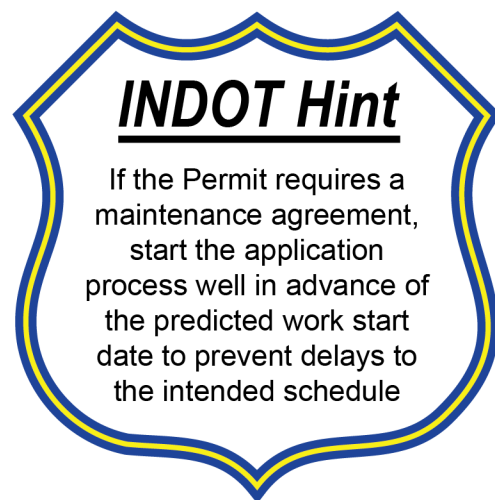 INDOT Hint
If the Permit requires a
maintenance agreement,
start the application
process well in advance of
the predicted work start
date to prevent delays to
the intended schedule